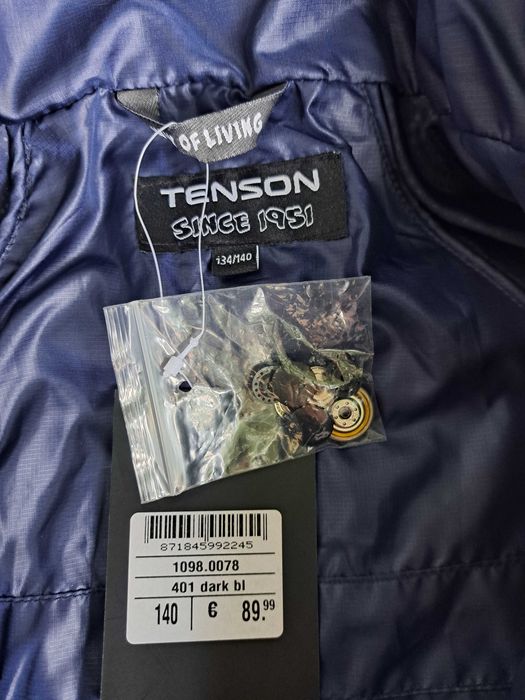 OF LIVING
TENSON
SINCE 1951
134/140
871845992245
1098.0078
401 dark bl
140 € 89.99